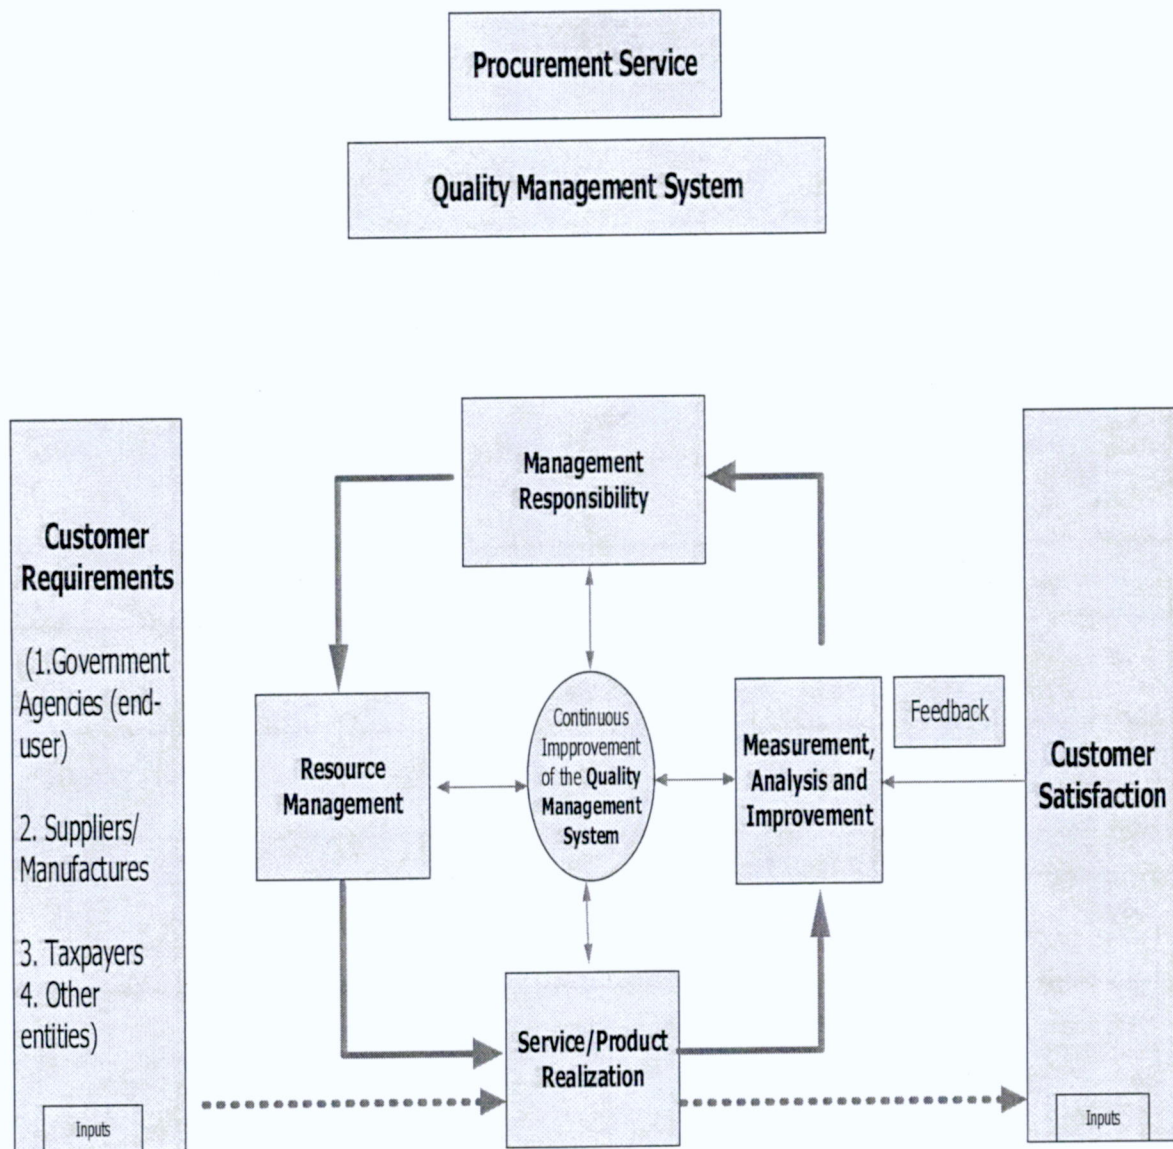 Procurement Service
Quality Management System
Management
Responsibility
Customer
Requirements
(1.Government
Agencies (end-
user)
2. Suppliers/
Manufactures
3. Taxpayers
4. Other
entities)
Inputs
Resource
Management
Continuous
Impprovement
of the Quality
Management
System
Measurement,
Analysis and
Improvement
Feedback
Customer
Satisfaction
Service/Product
Realization
Inputs